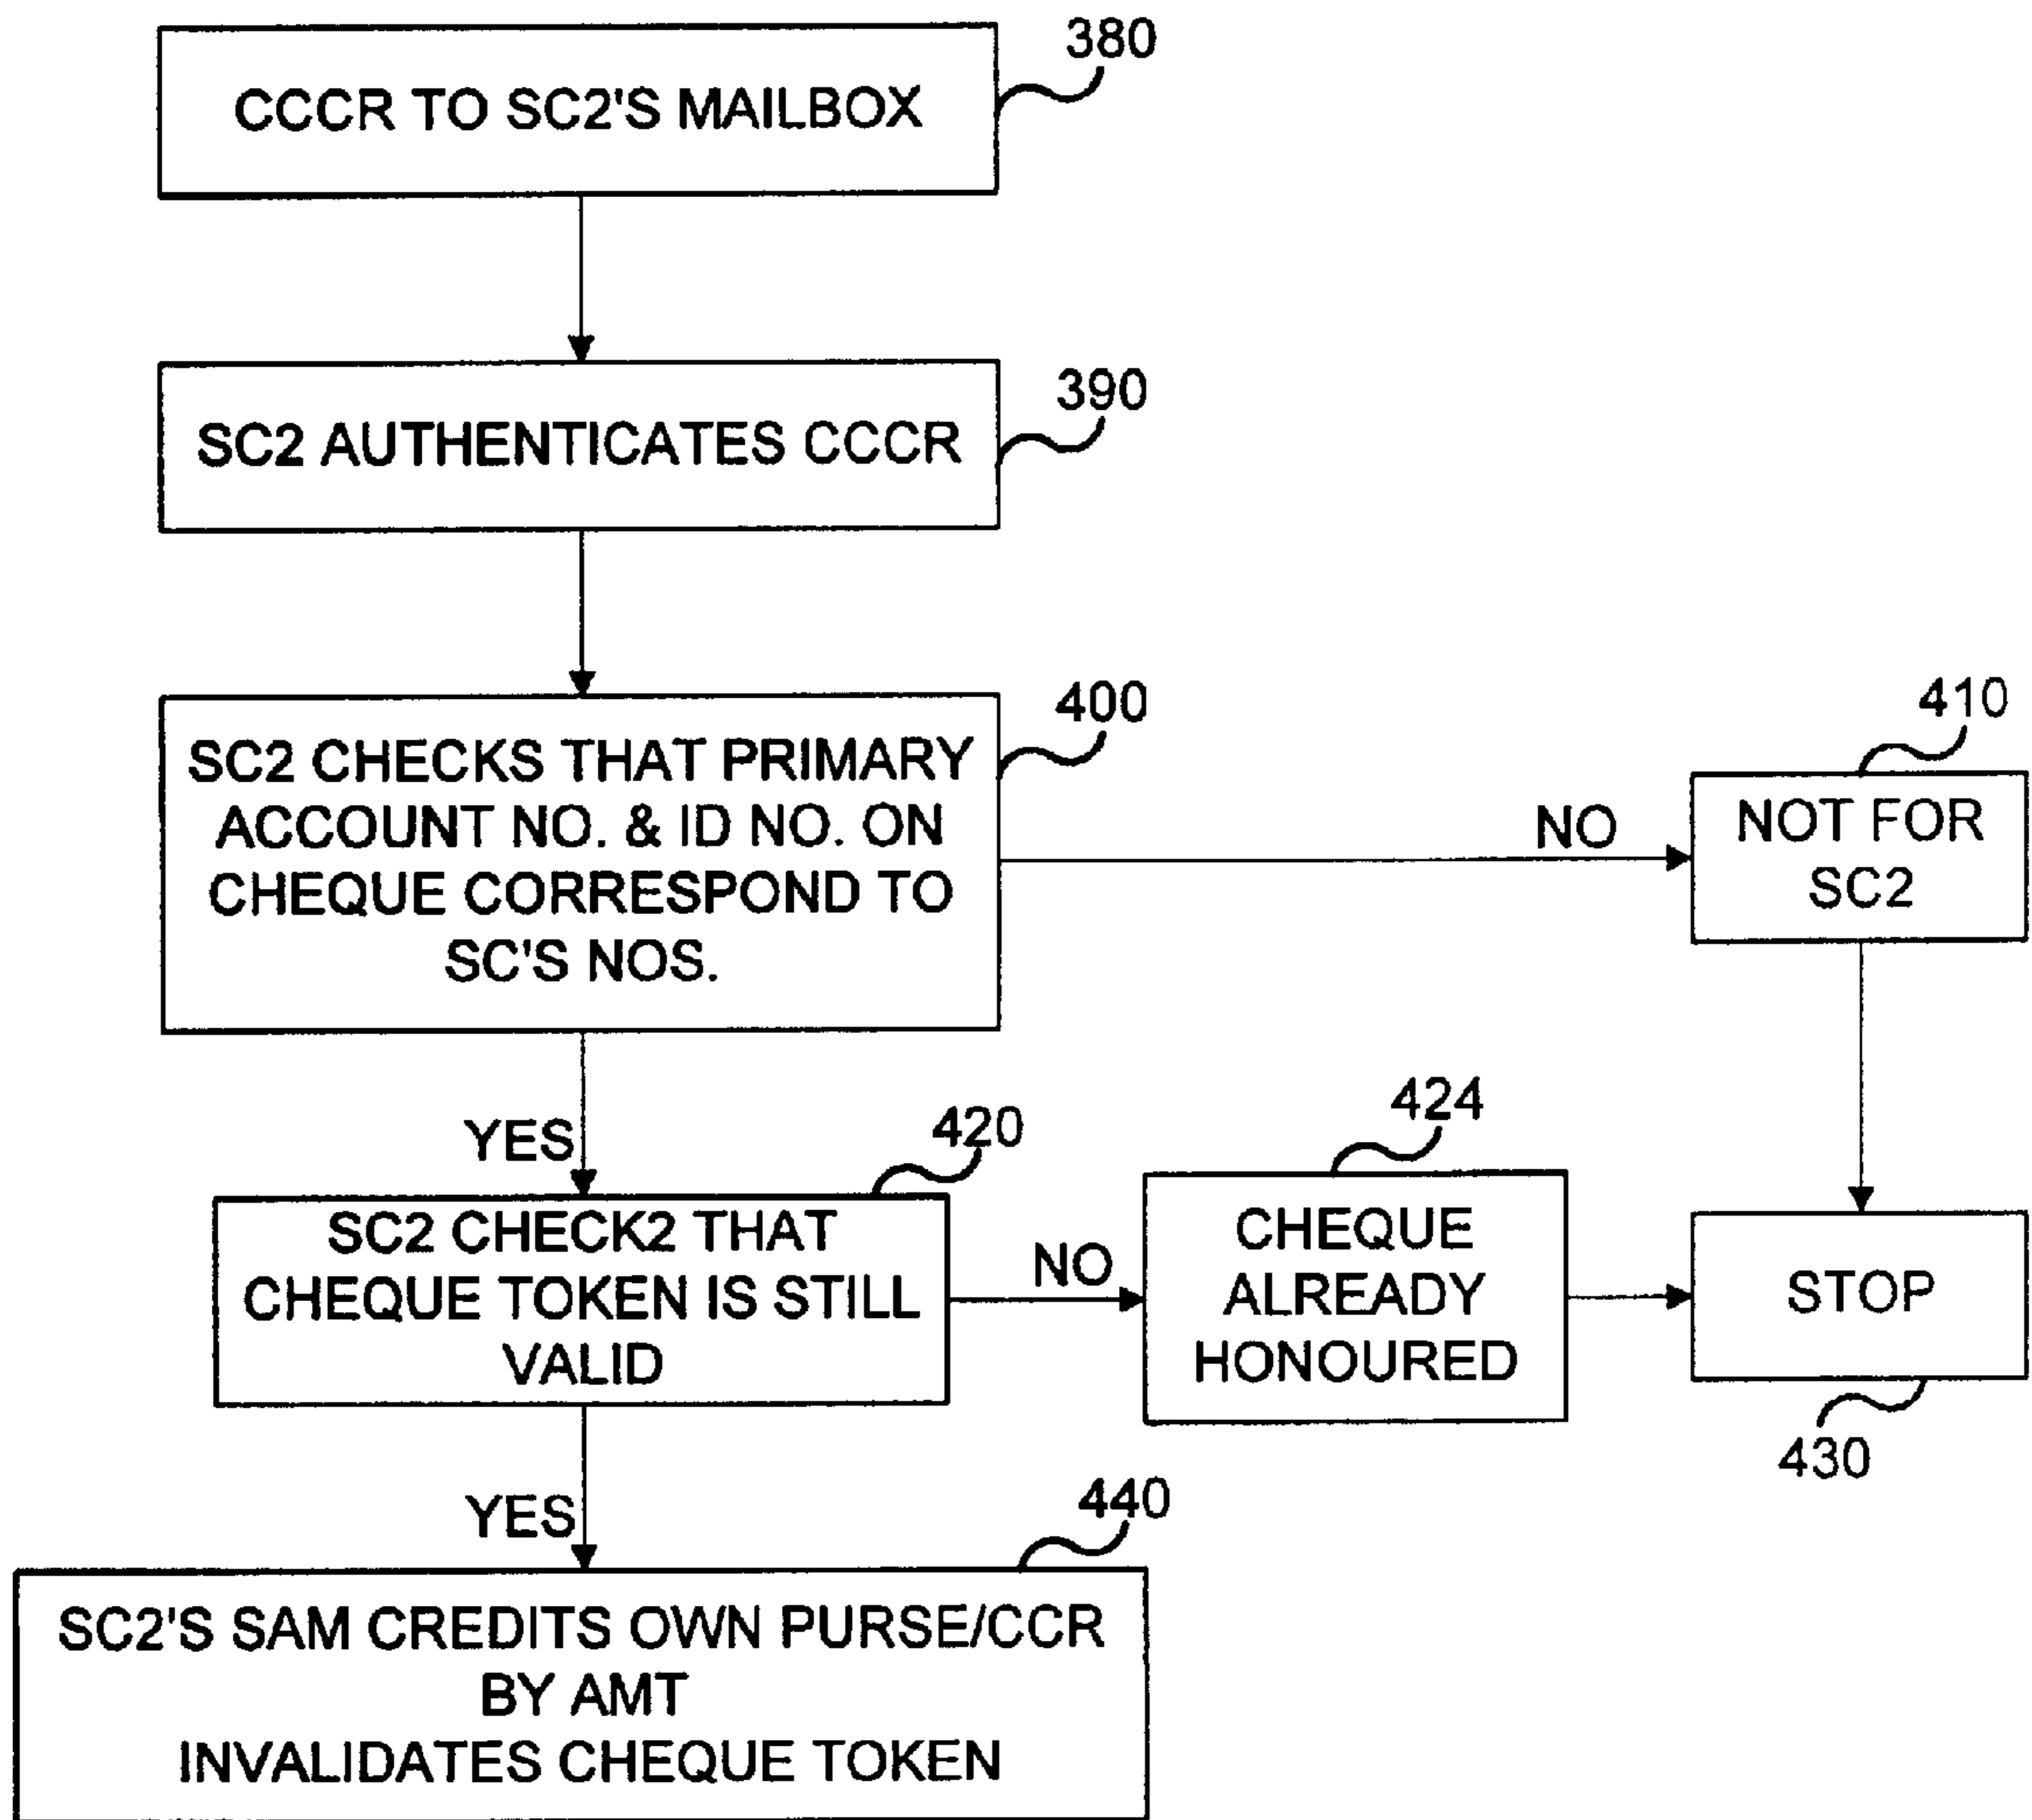 380
CCCR TO SC2'S MAILBOX
390
SC2 AUTHENTICATES CCCR
400
SC2 CHECKS THAT PRIMARY
ACCOUNT NO. & ID NO. ON
CHEQUE CORRESPOND TO
SC'S NOS.
NO
410
NOT FOR
SC2
YES
420
SC2 CHECK2 THAT
CHEQUE TOKEN IS STILL
VALID
NO
424
CHEQUE
ALREADY
HONOURED
STOP
430
YES
440
SC2'S SAM CREDITS OWN PURSE/CCR
BY AMT
INVALIDATES CHEQUE TOKEN